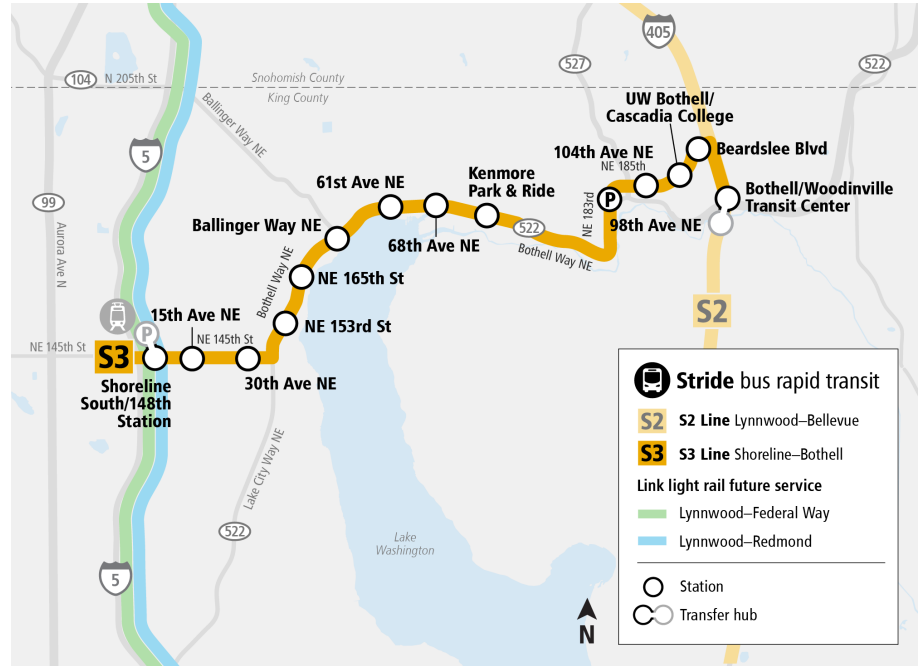 405
104
N 205th St
Snohomish County
King County
527
522
Ballinger Way NE
UW Bothell/
Cascadia College
5
104th Ave NE
NE 185th
Beardslee Blvd
61st Ave NE
Kenmore
Park & Ride
Bothell/Woodinville
Transit Center
99
Aurora Ave N
Ballinger Way NE
68th Ave NE
522
NE 183rd
P
98th Ave NE
Bothell Way NE
Bothell Way NE
NE 165th St
15th Ave NE
P
NE 153rd St
S2
NE 145th St
NE 145th St
S3
30th Ave NE
Shoreline
South/148th
Station
Lake City Way NE
522
Lake
Washington
5
N
Stride bus rapid transit
S2 S2 Line Lynnwood–Bellevue
S3 S3 Line Shoreline–Bothell
Link light rail future service
Lynnwood–Federal Way
Lynnwood–Redmond
Station
Transfer hub